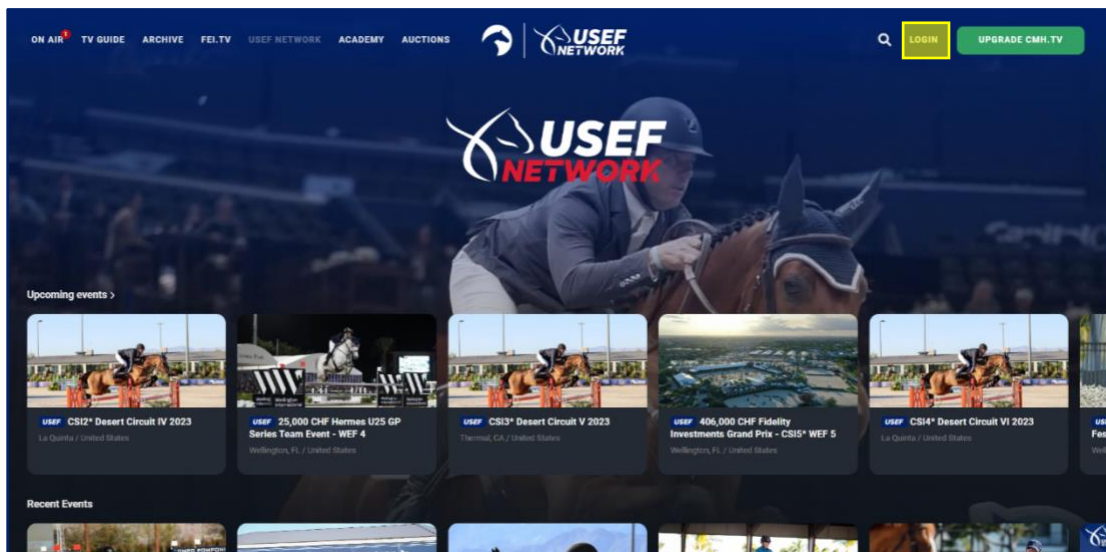 ON AIR 1 TV GUIDE ARCHIVE FEI.TV USEF NETWORK ACADEMY AUCTIONS
USEF
NETWORK
LOGIN
UPGRADE CMH.TV
USEF
NETWORK
Upcoming events >
USEF CSI2* Desert Circuit IV 2023
La Quinta / United States
USEF 25,000 CHF Hermes U25 GP
Series Team Event - WEF 4
Wellington, FL / United States
USEF CSI3* Desert Circuit V 2023
Thermal, CA / United States
USEF 406,000 CHF Fidelity
Investments Grand Prix - CSI5* WEF 5
Wellington, FL / United States
USEF CSI4* Desert Circuit VI 2023
La Quinta / United States
Recent Events